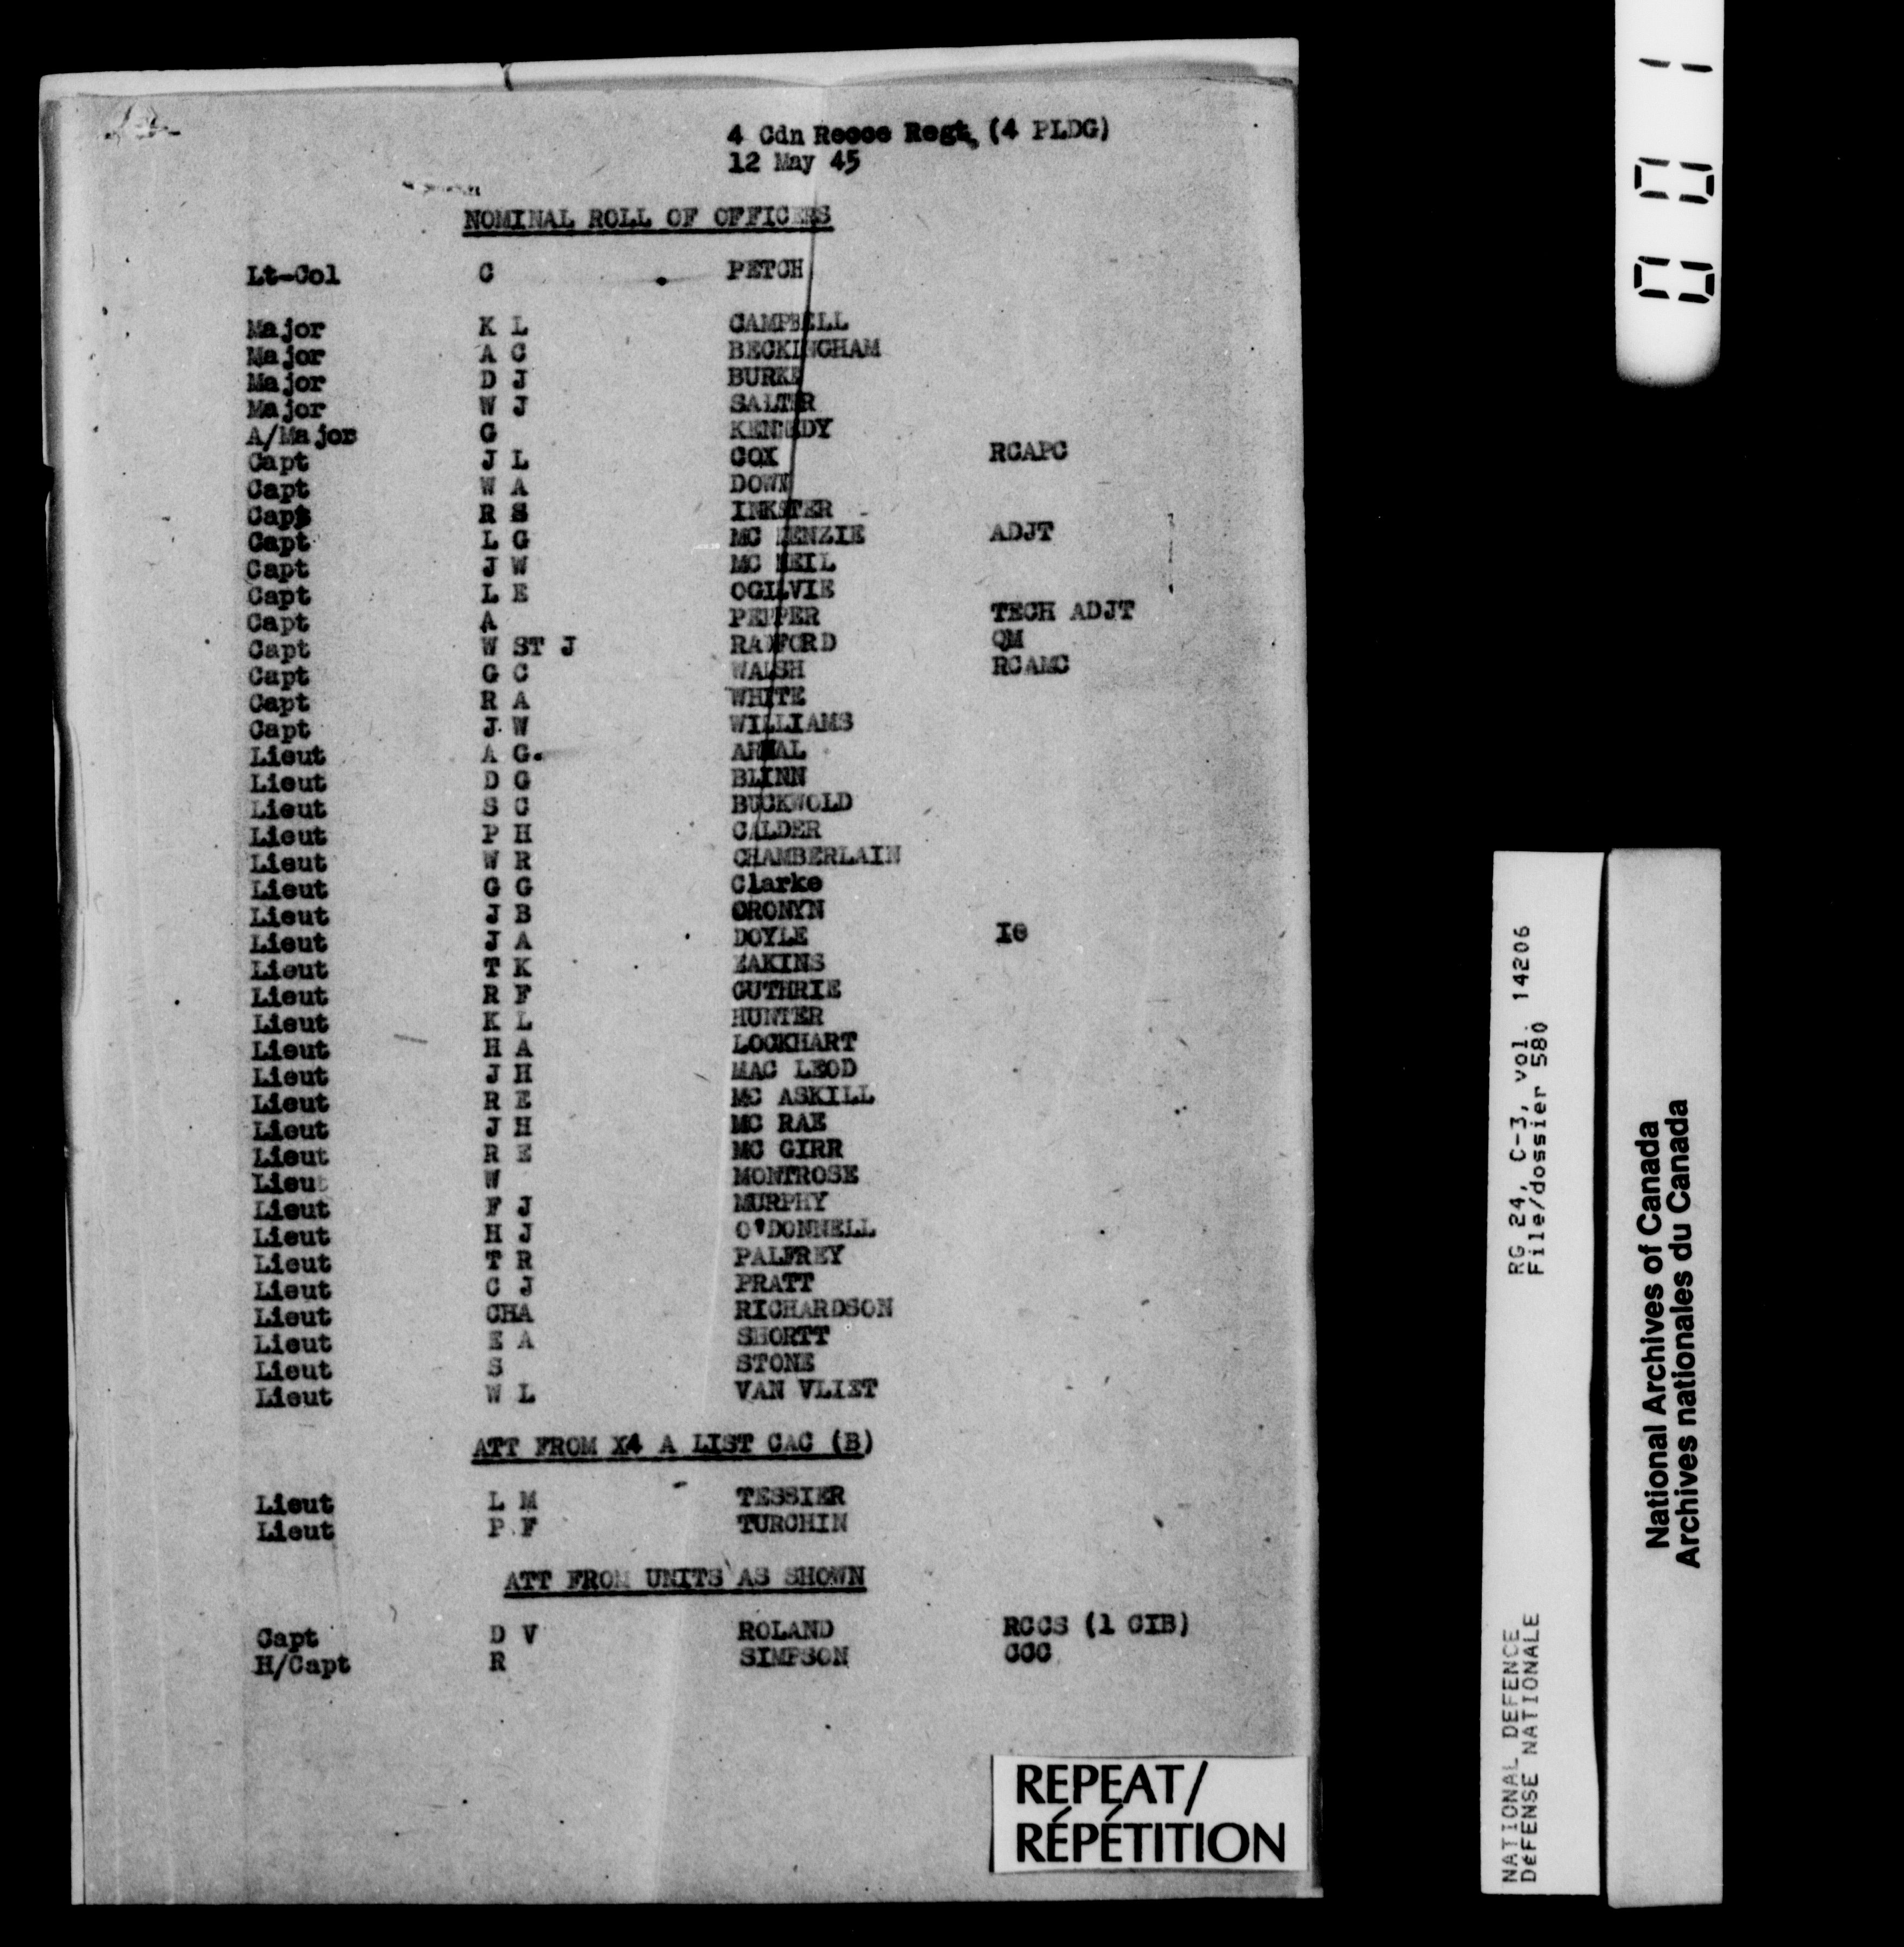 4 Cdn Recce Regt, (4 PLDG)
12 May 45
NOMINAL ROLL OF OFFICERS
Lt-Col C PETCH
Major K L CAMPBELL
Major A C BECKINGHAM
Major D J BURKE
Major W J SALTER
A/Major G KENNEDY
Capt J L COX RCAPC
Capt W A DOWN
Capt R S INKSTER
Capt L G MC KENZIE ADJT
Capt J W MC NEIL
Capt L E OGILVIE
Capt A PEPPER TECH ADJT
Capt W ST J RADFORD QM
Capt G C WALSH RCAMC
Capt R A WHITE
Capt J W WILLIAMS
Lieut A G.
Lieut D G BLINN
Lieut S C BUCKWOLD
Lieut P H CALDER
Lieut W R CHAMBERLAIN
Lieut G G Clarke
Lieut J B CRONYN
Lieut J A DOYLE IO
Lieut T K EAKINS
Lieut R F GUTHRIE
Lieut K L HUNTER
Lieut H A LOCKHART
Lieut J H MAC LEOD
Lieut R E MC ASKILL
Lieut J H MC RAE
Lieut R E MC GIRR
Lieut W MONTROSE
Lieut F J MURPHY
Lieut H J O'DONNELL
Lieut T R PALFREY
Lieut C J PRATT
Lieut CHA RICHARDSON
Lieut E A SHORTT
Lieut S STONE
Lieut W L VAN VLIET
ATT FROM X4 A LIST CAC (B)
Lieut L M TESSIER
Lieut P F TURCHIN
ATT FROM UNITS AS SHOWN
Capt D V ROLAND RCCS (1 CIB)
H/Capt R SIMPSON CCC
REPEAT/
RÉPÉTITION
001
RG 24, C-3, vol. 14206
File/dossier 580
NATIONAL DEFENCE
DÉFENSE NATIONALE
National Archives of Canada
Archives nationales du Canada